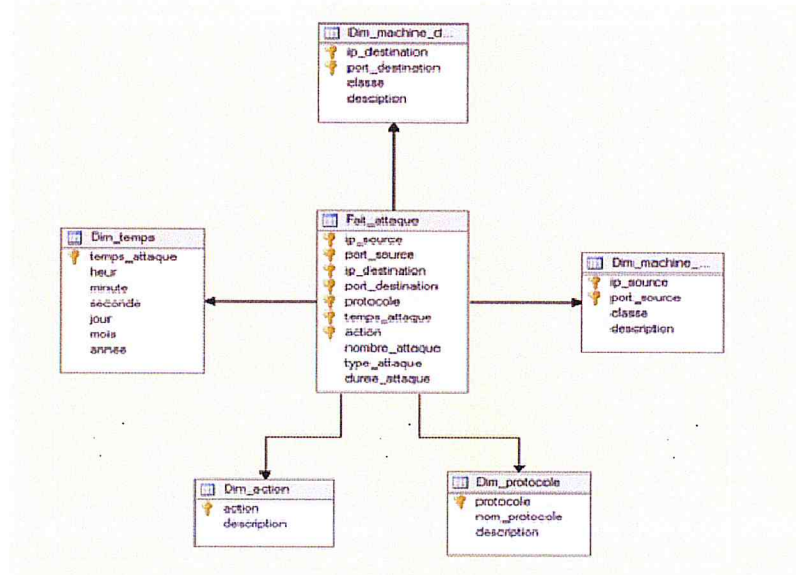 Dim_machine_d...
ip_destination
port_destination
classe
desciption
Fait_attaque
ip_source
port_source
ip_destination
port_destination
protocole
temps_attaque
action
nombre_attaque
type_attaque
duree_attaque
Dim_temps
temps_attaque
heur
minute
seconde
jour
mois
annee
Dim_machine_...
ip_source
port_source
classe
description
Dim_action
action
description
Dim_protocole
protocole
nom_protocole
description